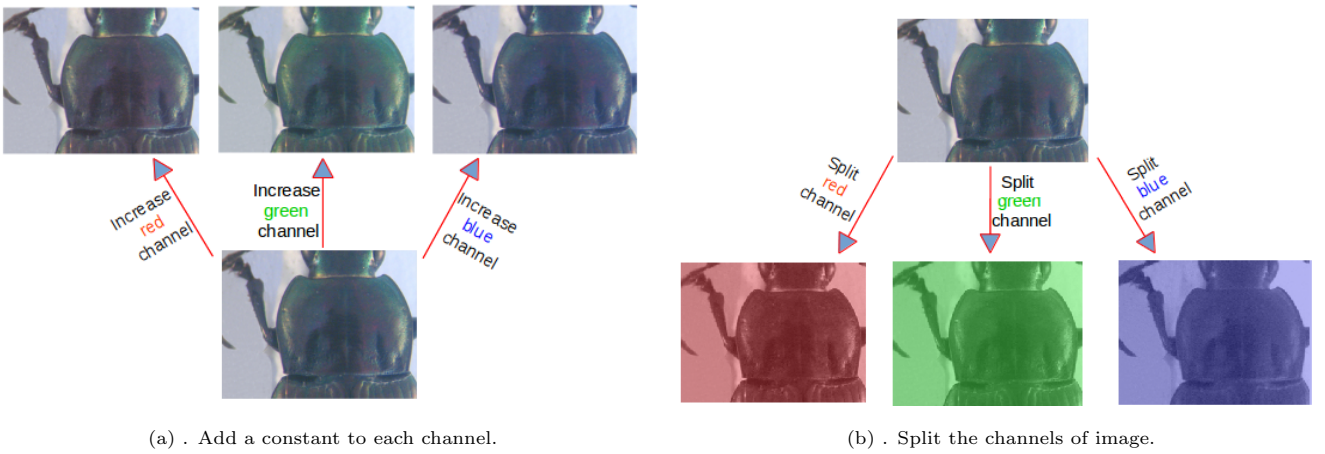 Increase
red
channel
Increase
green
channel
Increase
blue
channel
(a) . Add a constant to each channel.
Split
red
channel
Split
green
channel
Split
blue
channel
(b) . Split the channels of image.